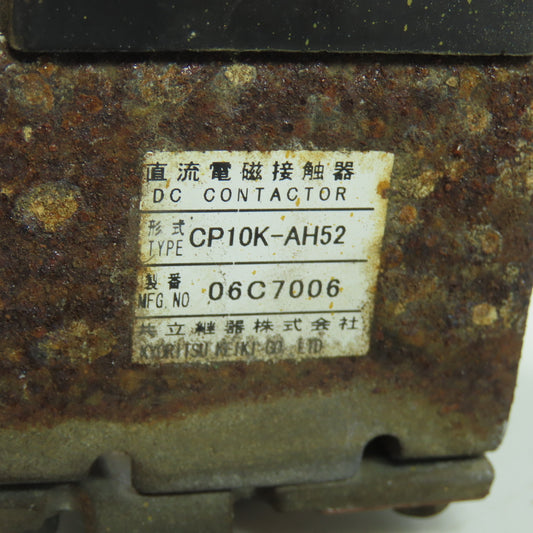 直流電磁接触器
DC CONTACTOR
形式
TYPE CP10K-AH52
製番
MFG.NO 06C7006
共立継器株式会社
KYORITSU KEIKI CO. LTD